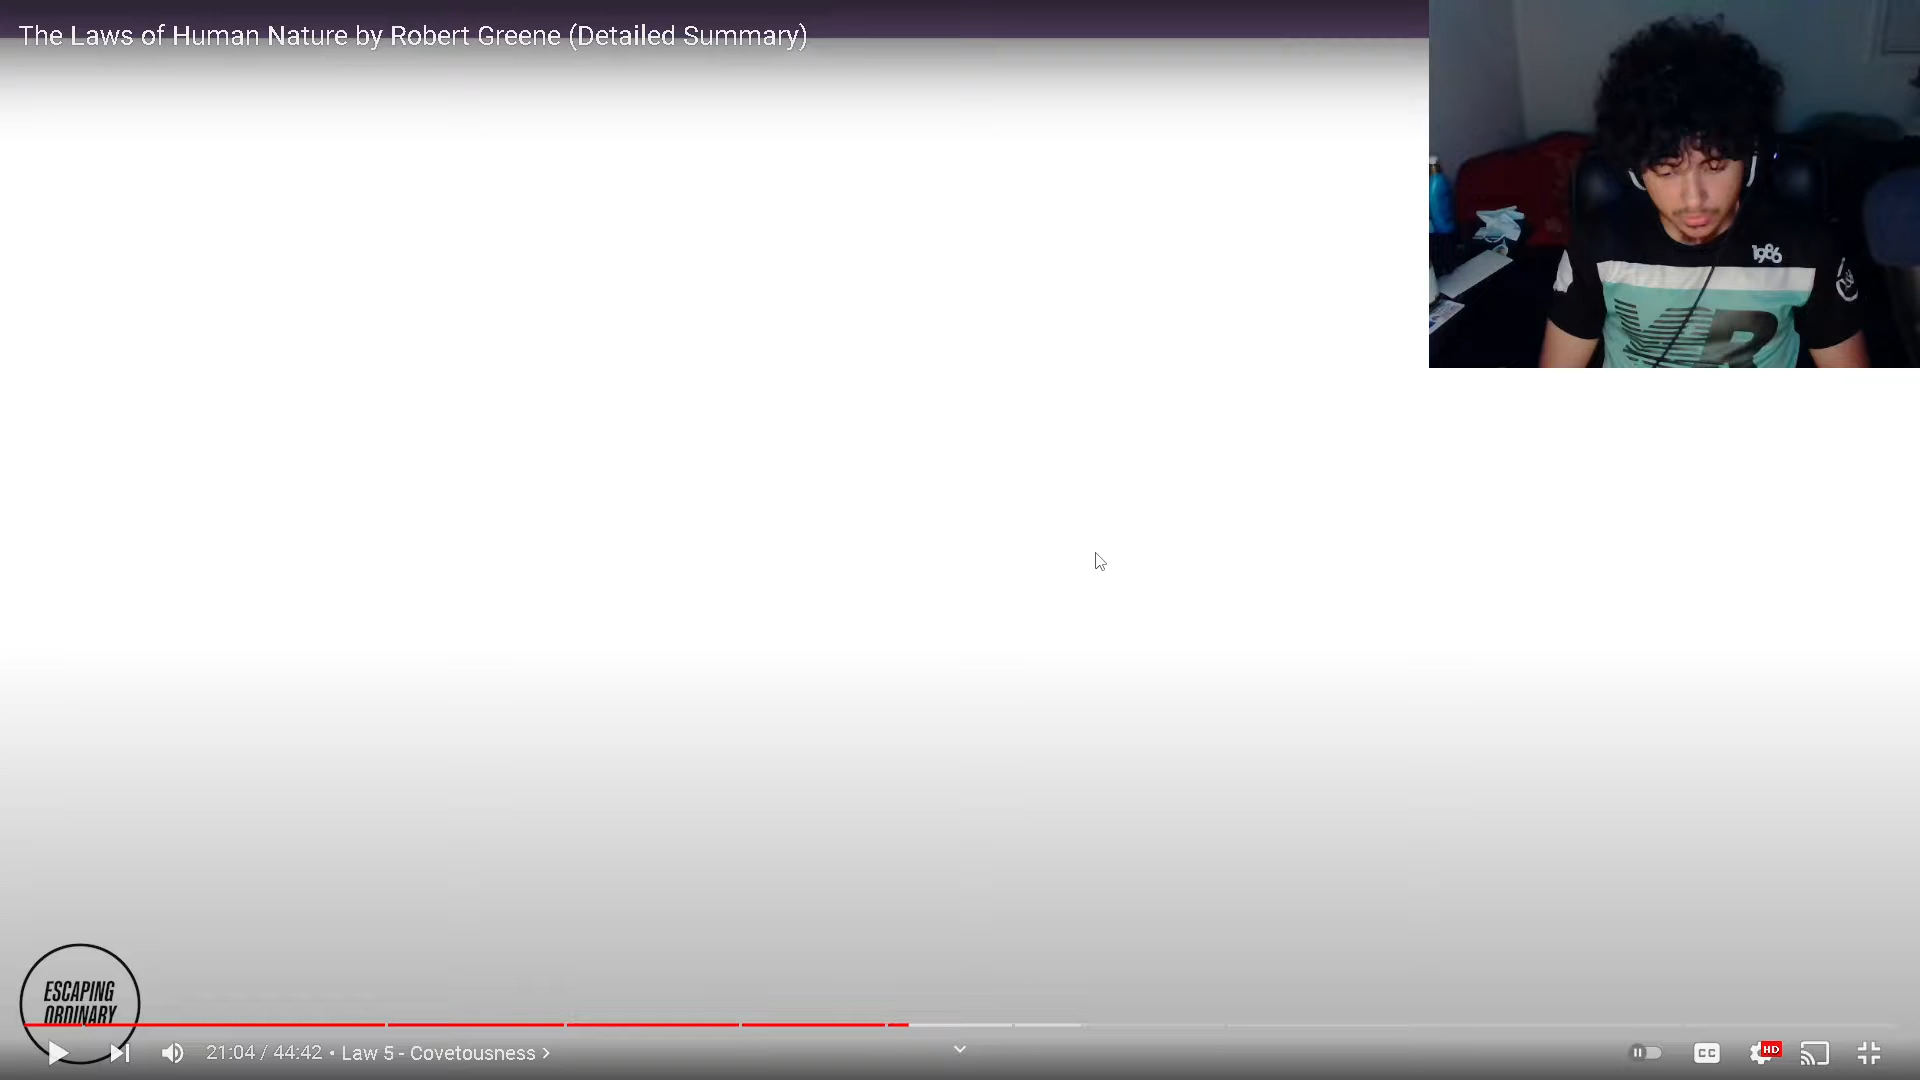 The Laws of Human Nature by Robert Greene (Detailed Summary)
1986
ESCAPING
ORDINARY
21:04 / 44:42 • Law 5 - Covetousness >
CC
HD